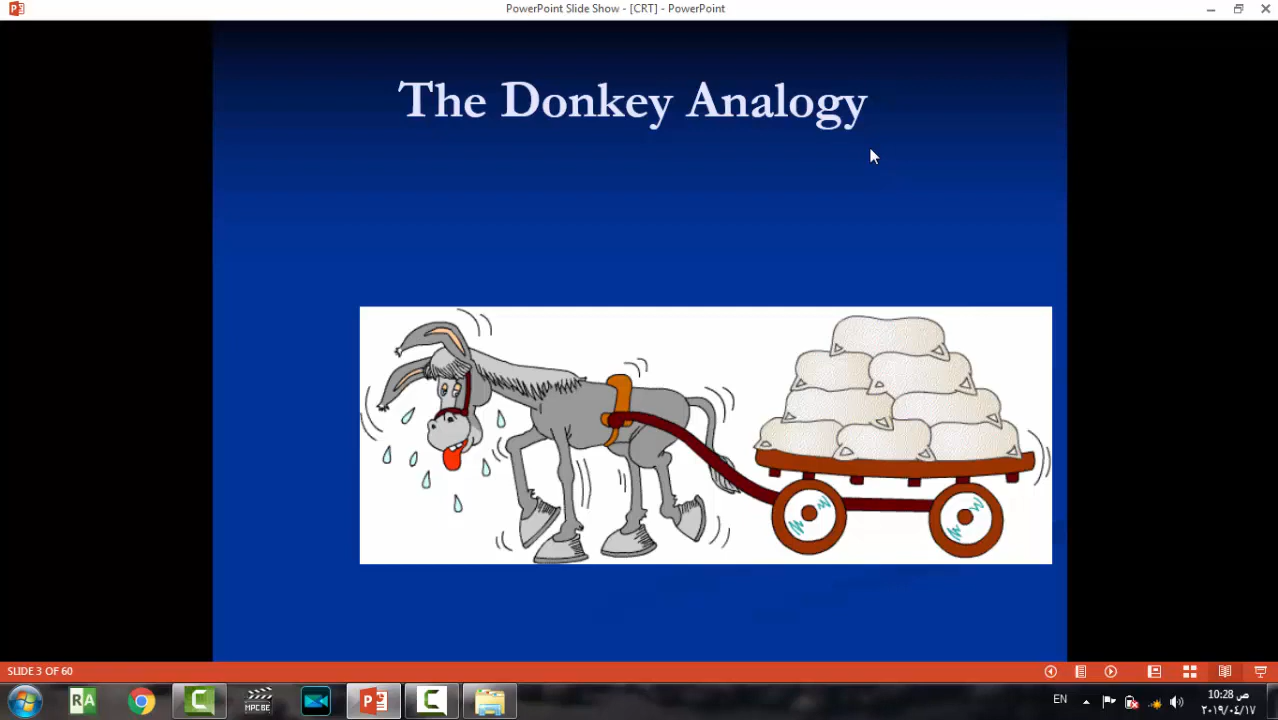 PowerPoint Slide Show - [CRT] - PowerPoint
The Donkey Analogy
SLIDE 3 OF 60
RA
MPC BE
EN
10:28 ص
٢٠١٩/٠٤/١٧